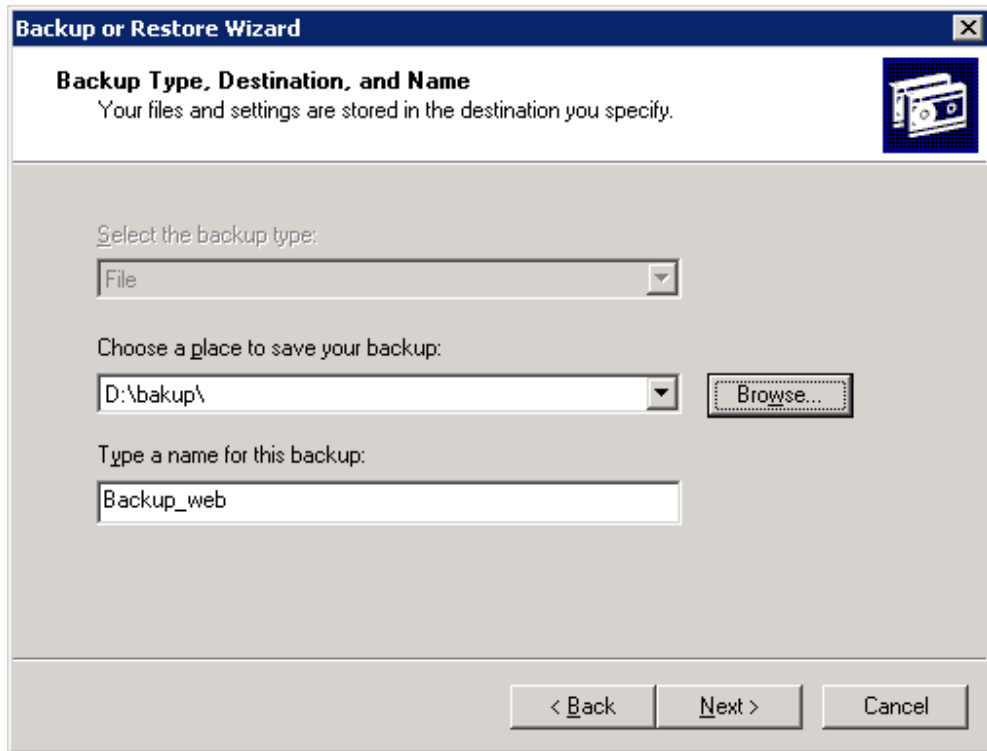 Backup or Restore Wizard
Backup Type, Destination, and Name
Your files and settings are stored in the destination you specify.
Select the backup type:
File
Choose a place to save your backup:
D:\bakup\
Browse...
Type a name for this backup:
Backup_web
< Back
Next >
Cancel